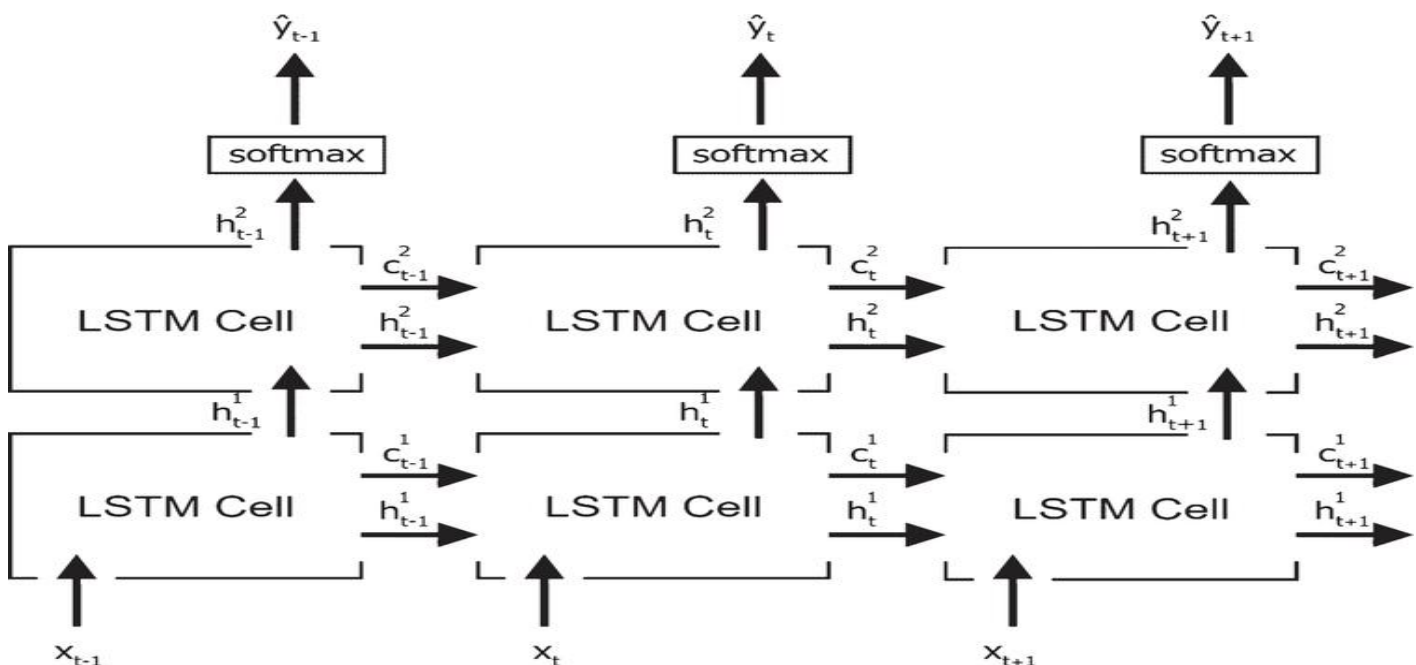 ŷt-1 ŷt ŷt+1
softmax softmax softmax
h²t-1 h²t h²t+1
c²t-1 c²t c²t+1
LSTM Cell LSTM Cell LSTM Cell
h²t-1 h²t h²t+1
h¹t-1 h¹t h¹t+1
c¹t-1 c¹t c¹t+1
LSTM Cell LSTM Cell LSTM Cell
h¹t-1 h¹t h¹t+1
xt-1 xt xt+1